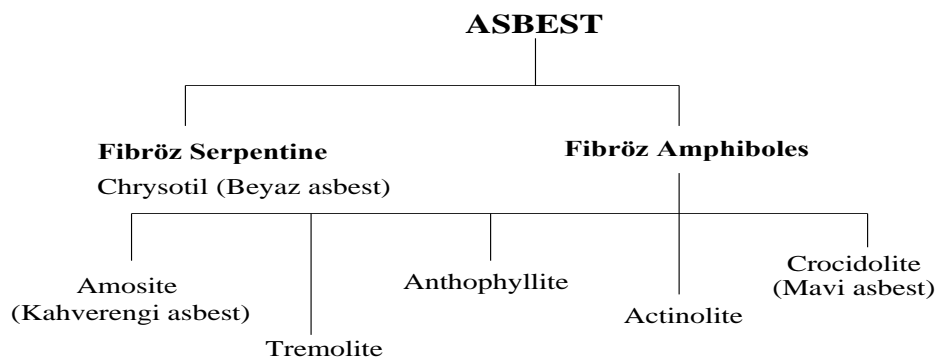 ASBEST
Fibröz Serpentine
Chrysotil (Beyaz asbest)
Fibröz Amphiboles
Amosite
(Kahverengi asbest)
Tremolite
Anthophyllite
Actinolite
Crocidolite
(Mavi asbest)